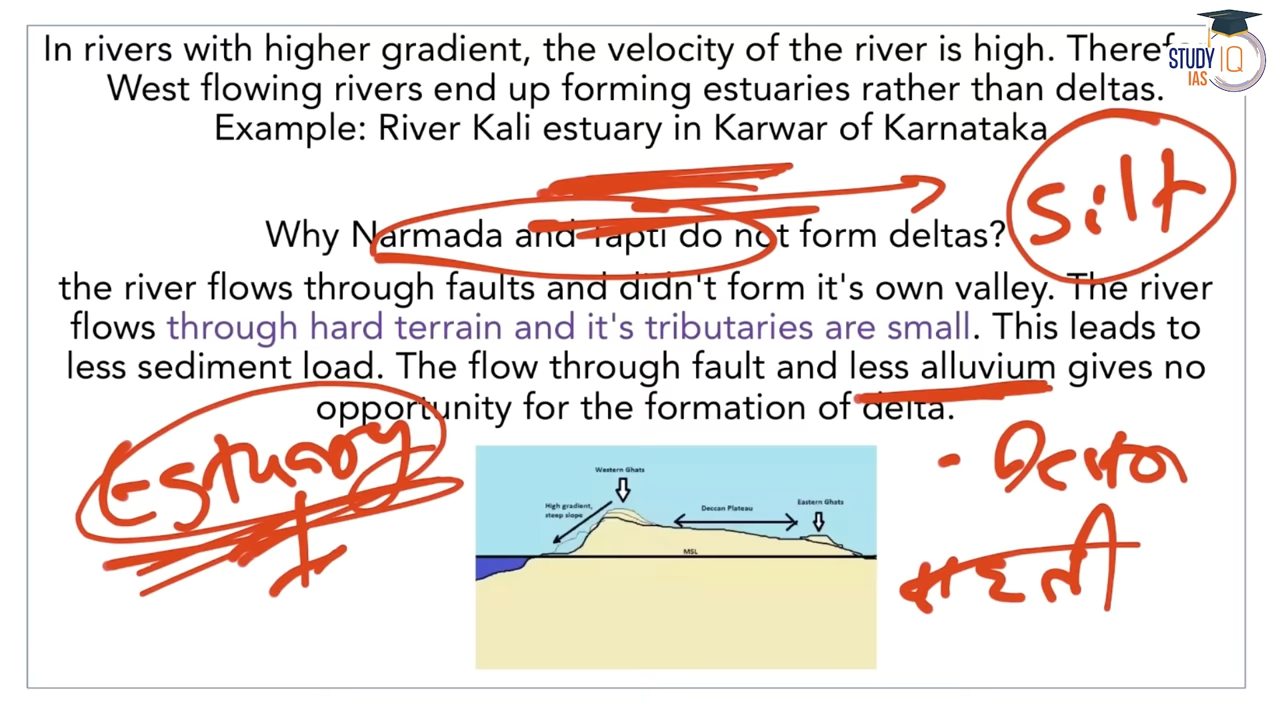 In rivers with higher gradient, the velocity of the river is high. Theref
West flowing rivers end up forming estuaries rather than deltas.
Example: River Kali estuary in Karwar of Karnataka
STUDY IQ
IAS
Silt
Why Narmada and Tapti do not form deltas?
the river flows through faults and didn't form it's own valley. The river
flows through hard terrain and it's tributaries are small. This leads to
less sediment load. The flow through fault and less alluvium gives no
opportunity for the formation of delta.
Estuary
Western Ghats
High gradient,
steep slope
Deccan Plateau
Eastern Ghats
MSL
- Delta